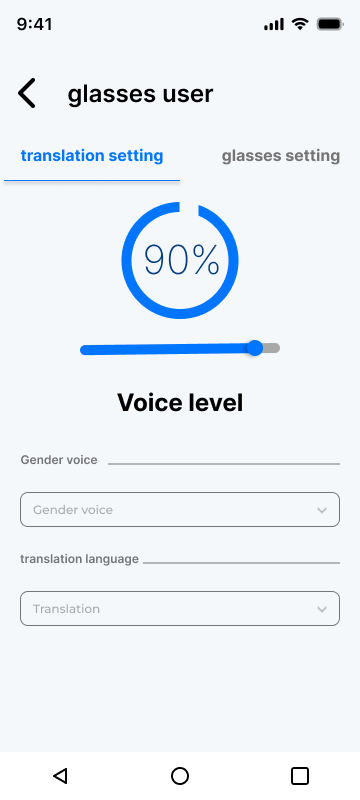 9:41
glasses user
translation setting
glasses setting
90%
Voice level
Gender voice
Gender voice
translation language
Translation